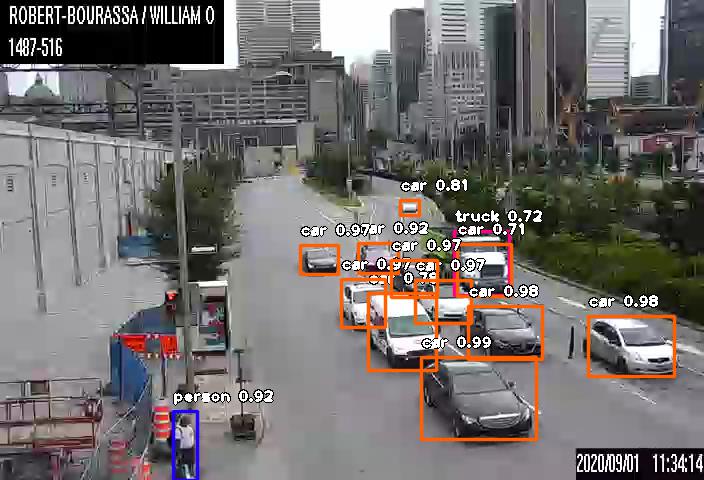 ROBERT-BOURASSA / WILLIAM O
1487-516
car 0.81
truck 0.72
car 0.97
0.92
car 0.71
car 0.97
car 0.97
car 0.97
car 0.98
car 0.98
car 0.99
person 0.92
2020/09/01 11:34:14